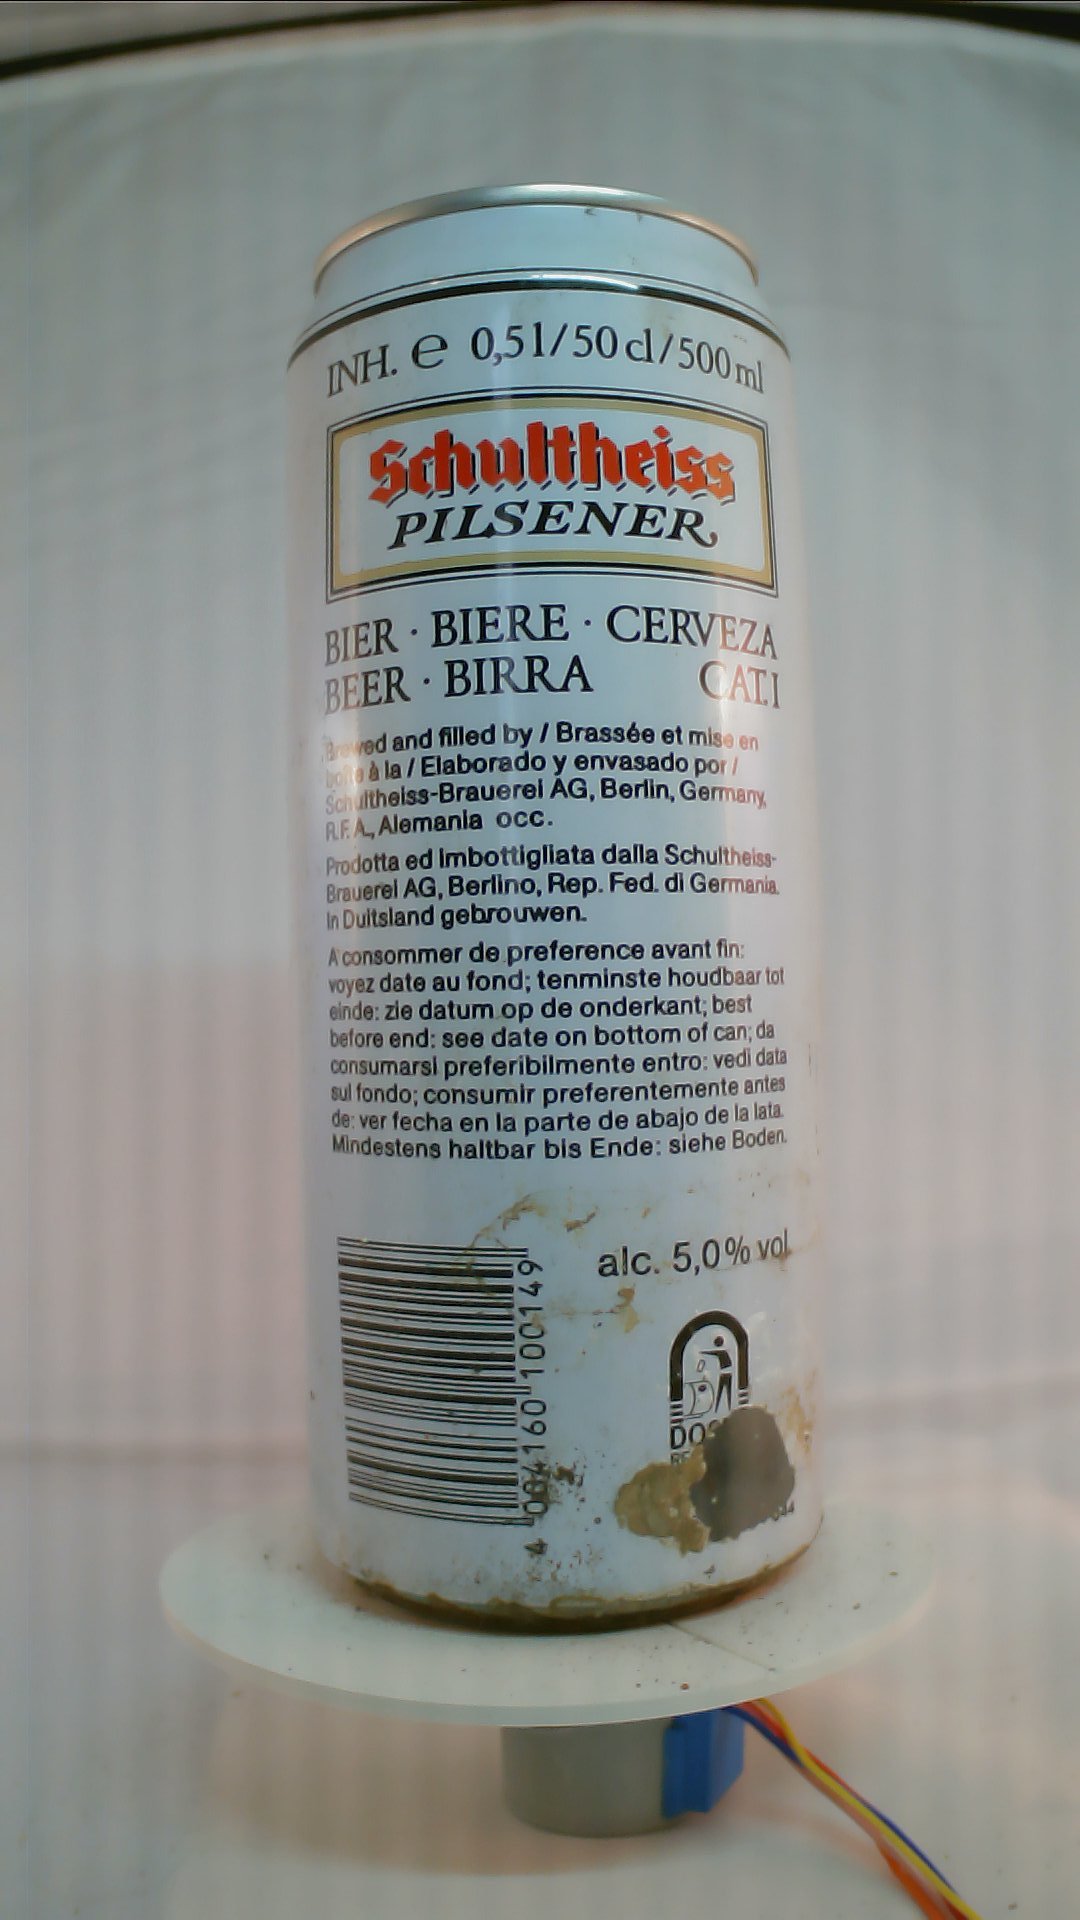 INH. e 0,5l/50cl/500ml
Schultheiss
PILSENER
BIER · BIERE · CERVEZA
BEER · BIRRA CAT.I
Brewed and filled by / Brassée et mise en
boîte à la / Elaborado y envasado por /
Schultheiss-Brauerei AG, Berlin, Germany,
R.F.A., Alemania occ.
Prodotta ed imbottigliata dalla Schultheiss-
Brauerei AG, Berlino, Rep. Fed. di Germania.
In Duitsland gebrouwen.
A consommer de preference avant fin:
voyez date au fond; tenminste houdbaar tot
einde: zie datum op de onderkant; best
before end: see date on bottom of can; da
consumarsi preferibilmente entro: vedi data
sul fondo; consumir preferentemente antes
de: ver fecha en la parte de abajo de la lata.
Mindestens haltbar bis Ende: siehe Boden.
alc. 5,0% vol
4 004160 100149